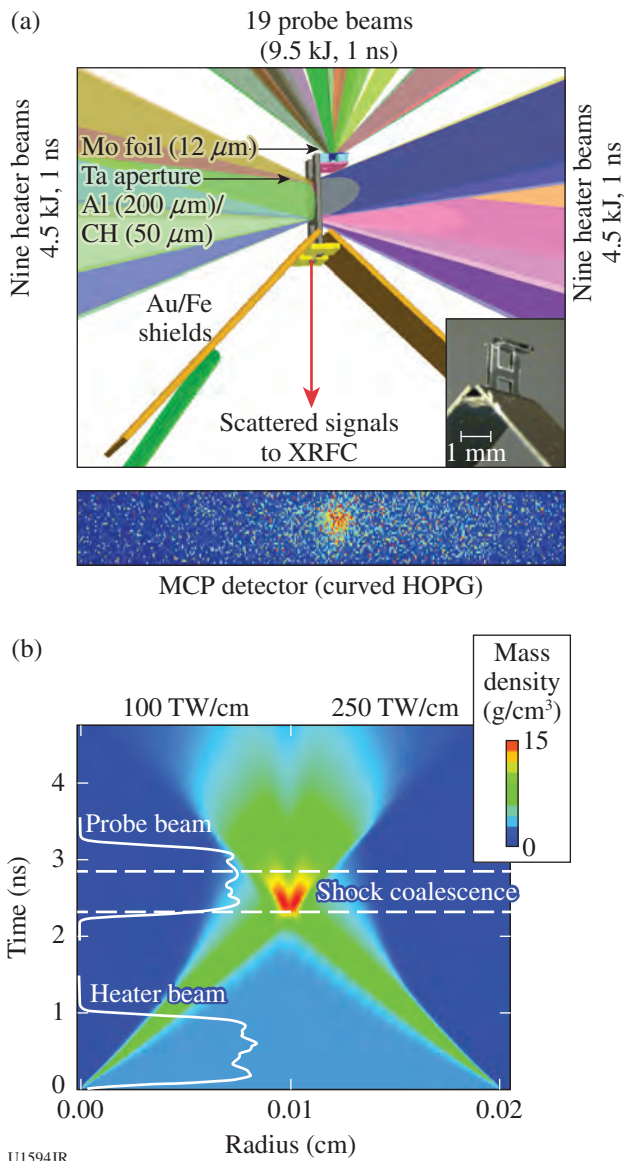 (a)
19 probe beams
(9.5 kJ, 1 ns)
Nine heater beams
4.5 kJ, 1 ns
Mo foil (12 μm)
Ta aperture
Al (200 μm)/
CH (50 μm)
Nine heater beams
4.5 kJ, 1 ns
Au/Fe
shields
Scattered signals
to XRFC
1 mm
MCP detector (curved HOPG)
(b)
Mass
density
(g/cm³)
15
0
100 TW/cm
250 TW/cm
Time (ns)
4
3
2
1
0
Probe beam
Shock coalescence
Heater beam
0.00
0.01
0.02
Radius (cm)
U1594JR